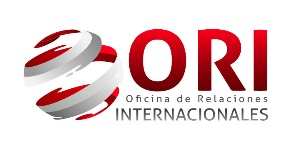 ORI
Oficina de Relaciones
INTERNACIONALES